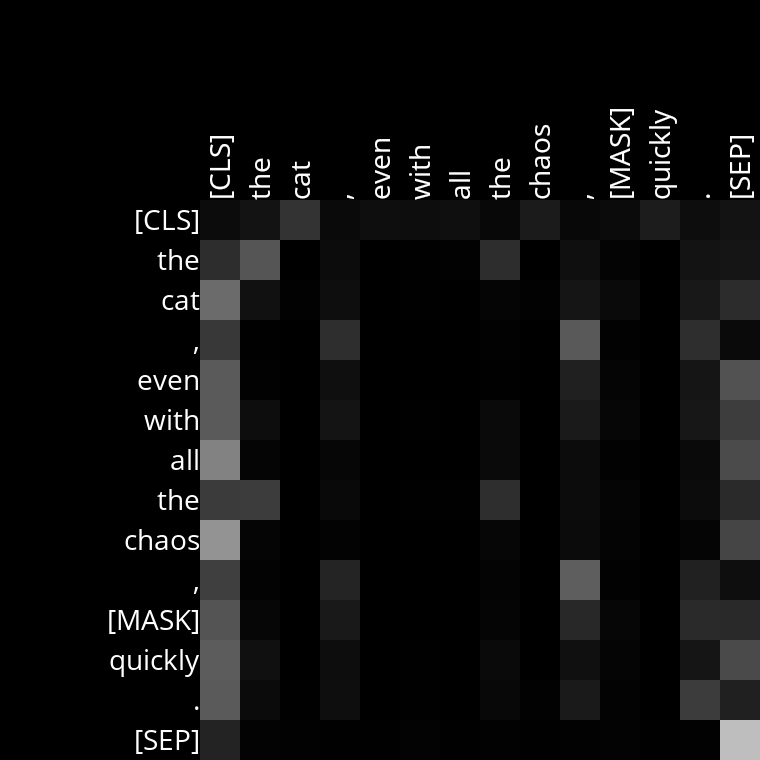 [CLS] the cat , even with all the chaos , [MASK] quickly . [SEP]
[CLS]
the
cat
,
even
with
all
the
chaos
,
[MASK]
quickly
.
[SEP]